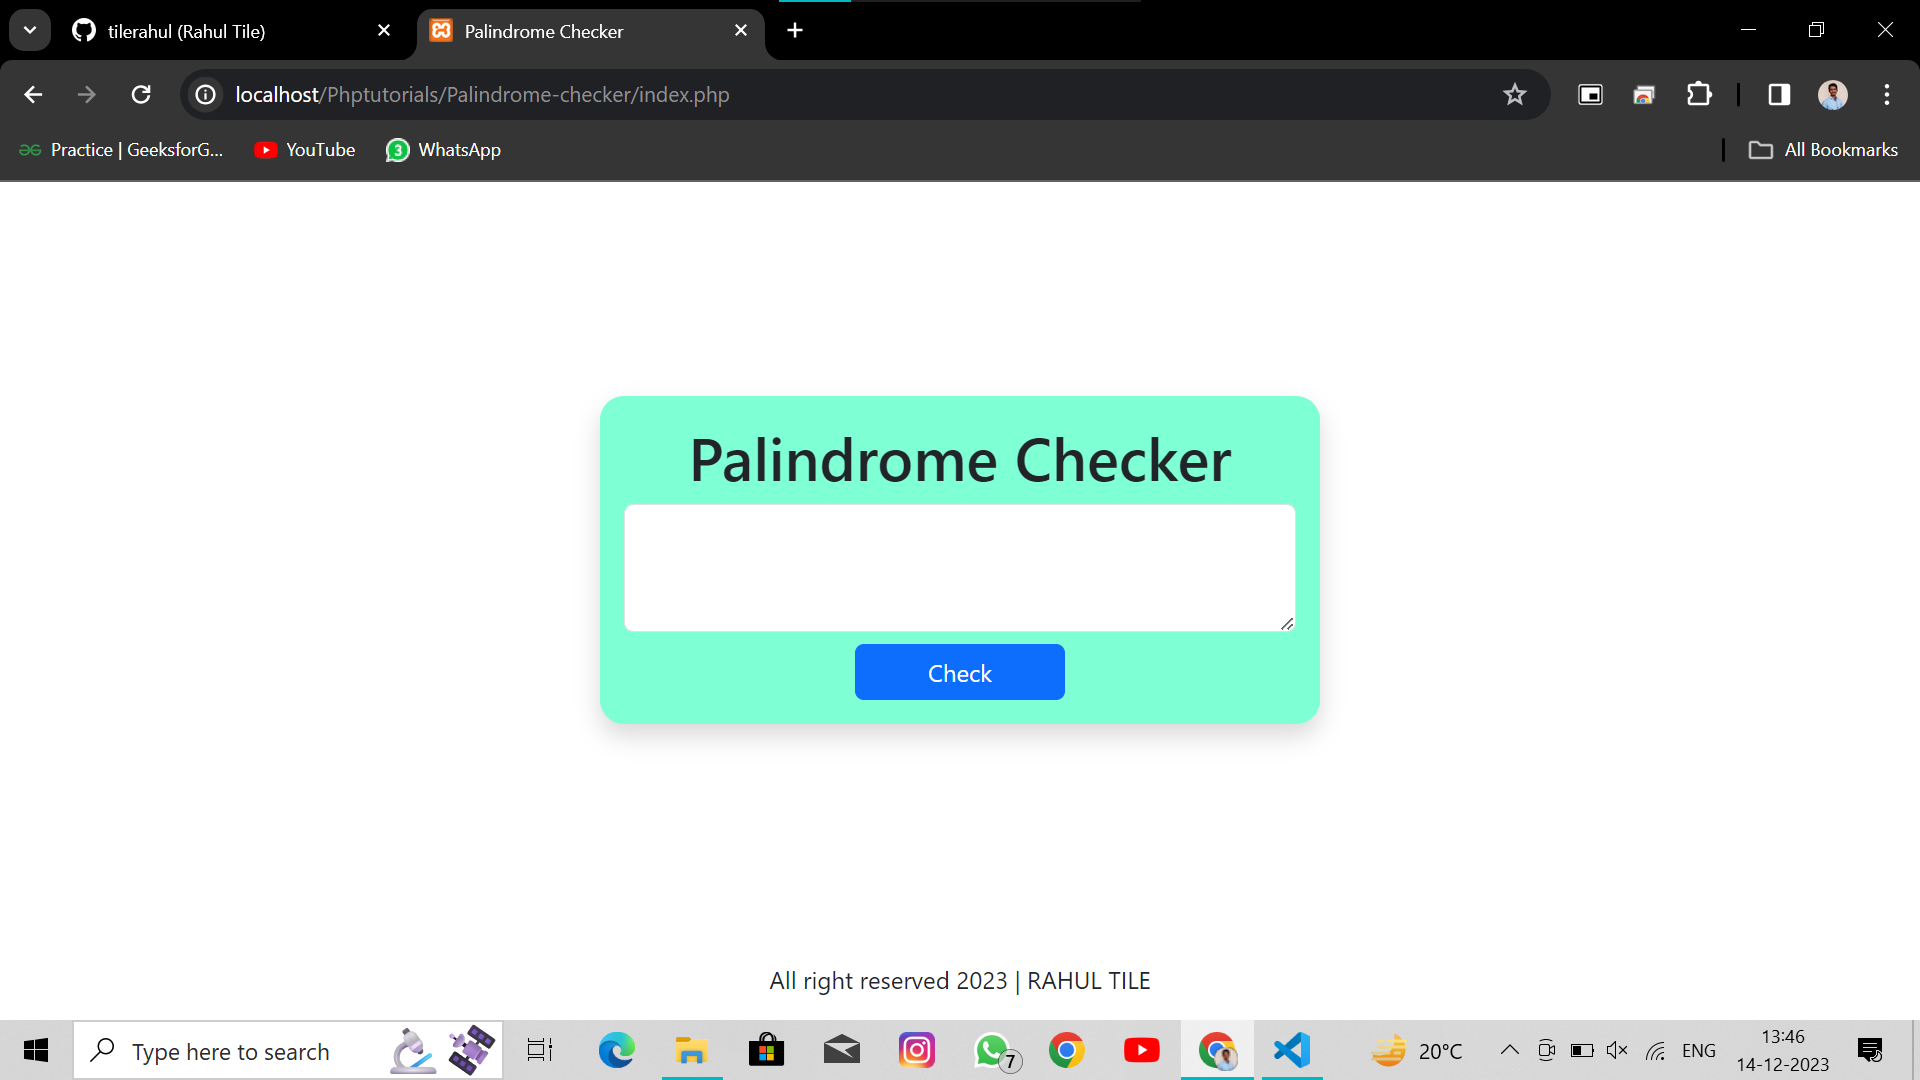 tilerahul (Rahul Tile)
Palindrome Checker
localhost/Phptutorials/Palindrome-checker/index.php
Practice | GeeksforG...
YouTube
3
WhatsApp
All Bookmarks
Palindrome Checker
Check
All right reserved 2023 | RAHUL TILE
Type here to search
7
20°C
ENG
13:46
14-12-2023